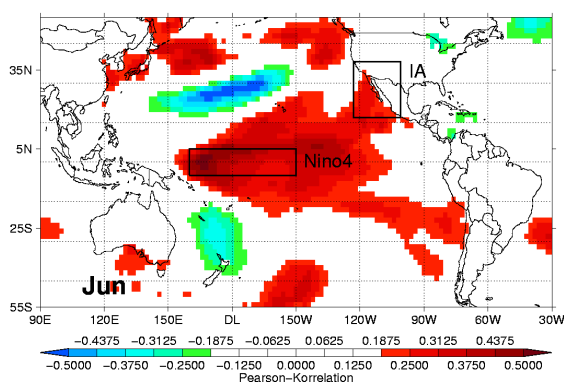 35N
5N
25S
55S
IA
Nino4
Jun
90E 120E 150E DL 150W 120W 90W 60W 30W
−0.4375 −0.3125 −0.1875 −0.0625 0.0625 0.1875 0.3125 0.4375
−0.5000 −0.3750 −0.2500 −0.1250 0.0000 0.1250 0.2500 0.3750 0.5000
Pearson−Korrelation